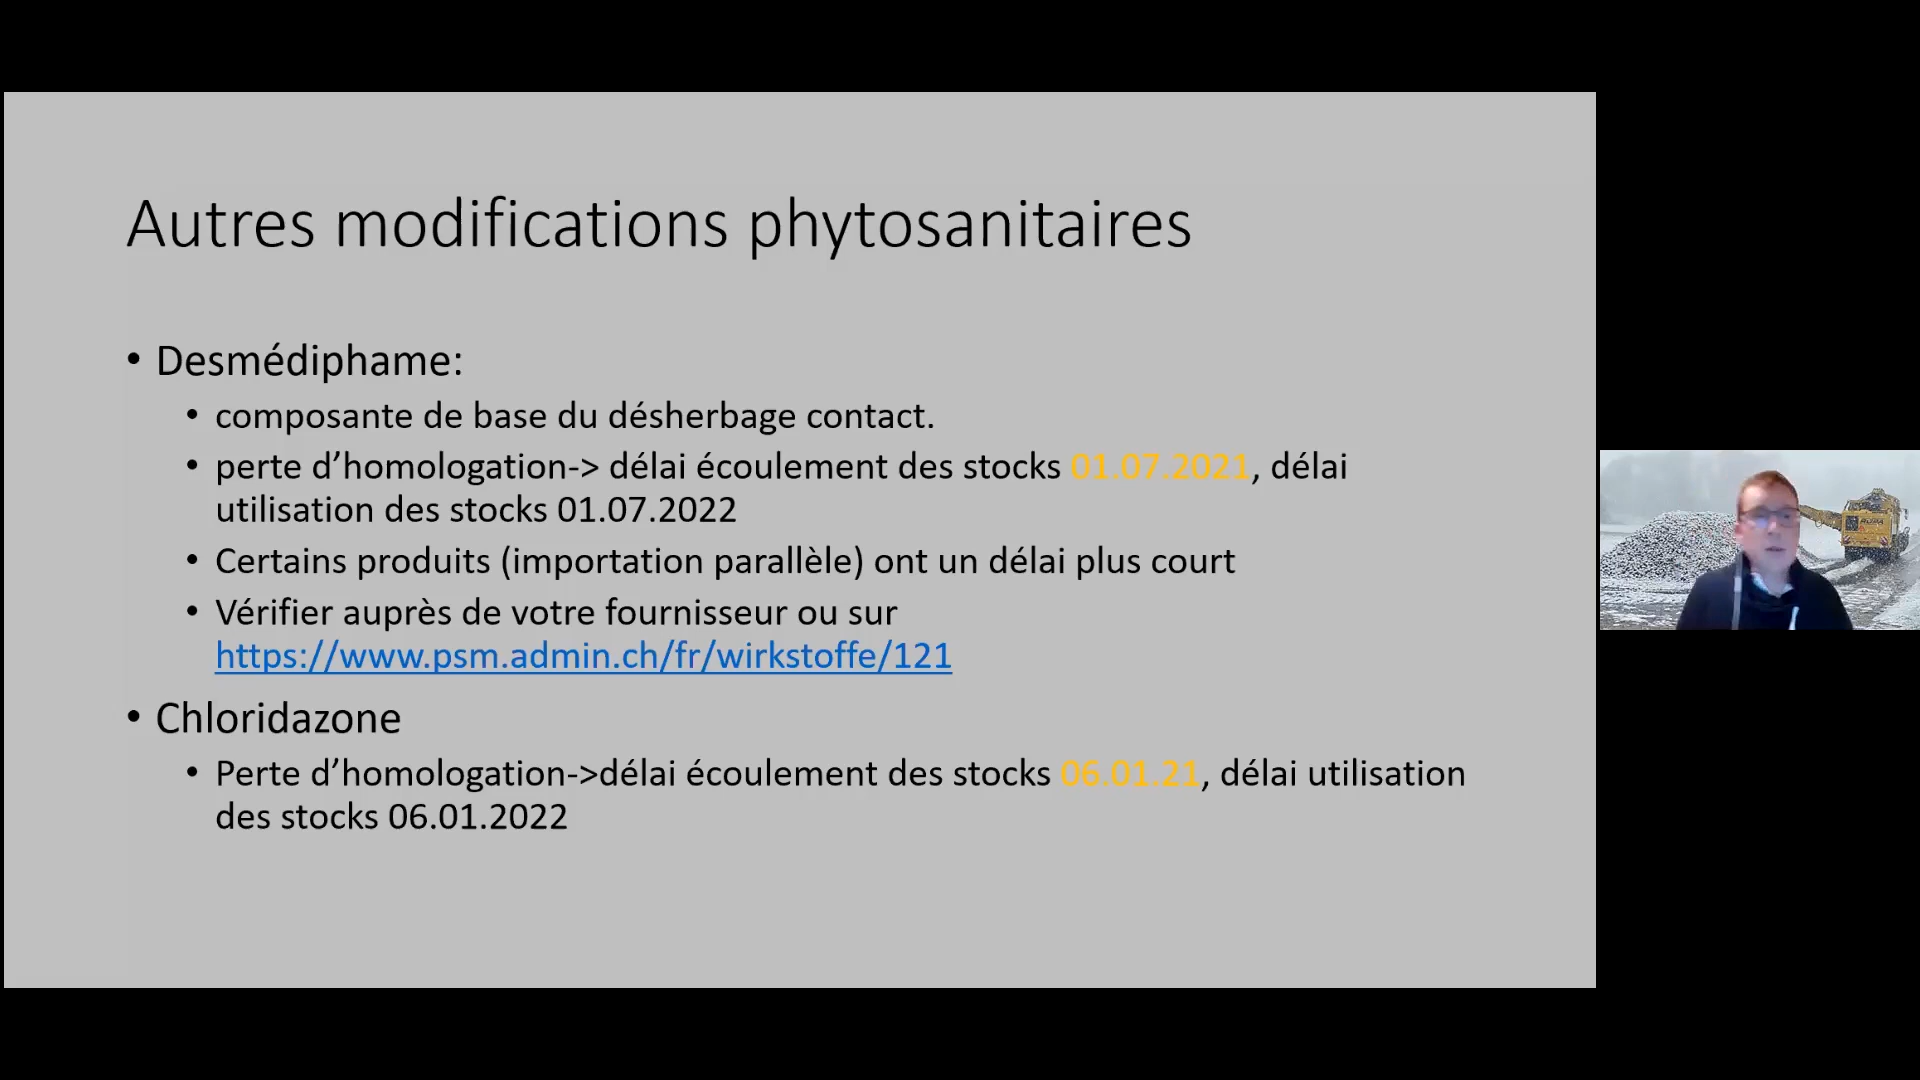 Autres modifications phytosanitaires
• Desmédiphame:
• composante de base du désherbage contact.
• perte d’homologation-> délai écoulement des stocks 01.07.2021, délai
utilisation des stocks 01.07.2022
• Certains produits (importation parallèle) ont un délai plus court
• Vérifier auprès de votre fournisseur ou sur
https://www.psm.admin.ch/fr/wirkstoffe/121
• Chloridazone
• Perte d’homologation->délai écoulement des stocks 06.01.21, délai utilisation
des stocks 06.01.2022